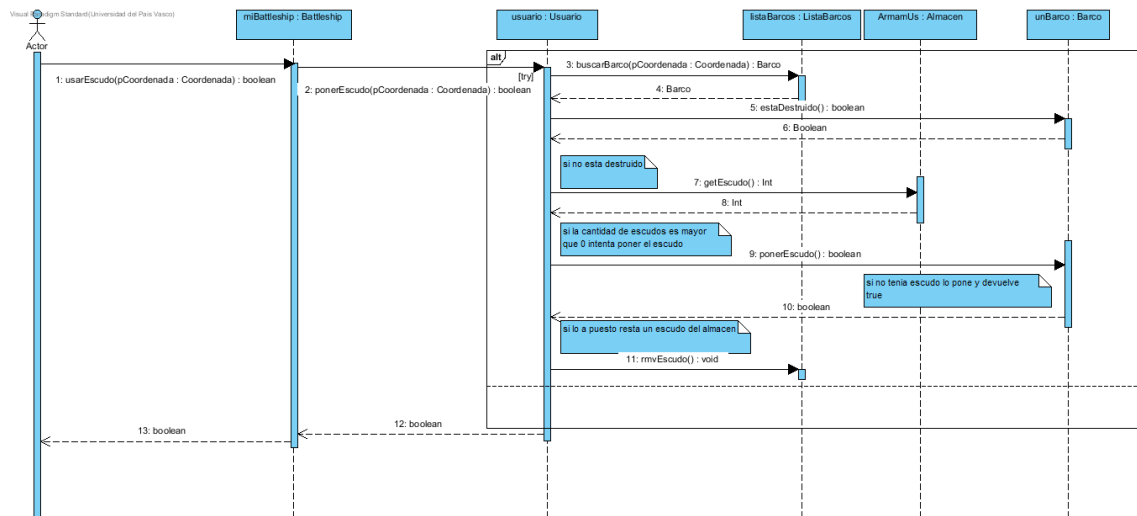 Visual Paradigm Standard(Universidad del Pais Vasco)
miBattleship : Battleship
usuario : Usuario
listaBarcos : ListaBarcos
ArmamUs : Almacen
unBarco : Barco
Actor
alt
[try]
1: usarEscudo(pCoordenada : Coordenada) : boolean
2: ponerEscudo(pCoordenada : Coordenada) : boolean
3: buscarBarco(pCoordenada : Coordenada) : Barco
4: Barco
5: estaDestruido() : boolean
6: Boolean
si no esta destruido
7: getEscudo() : Int
8: Int
si la cantidad de escudos es mayor
que 0 intenta poner el escudo
9: ponerEscudo() : boolean
si no tenia escudo lo pone y devuelve
true
10: boolean
si lo a puesto resta un escudo del almacen
11: rmvEscudo() : void
12: boolean
13: boolean